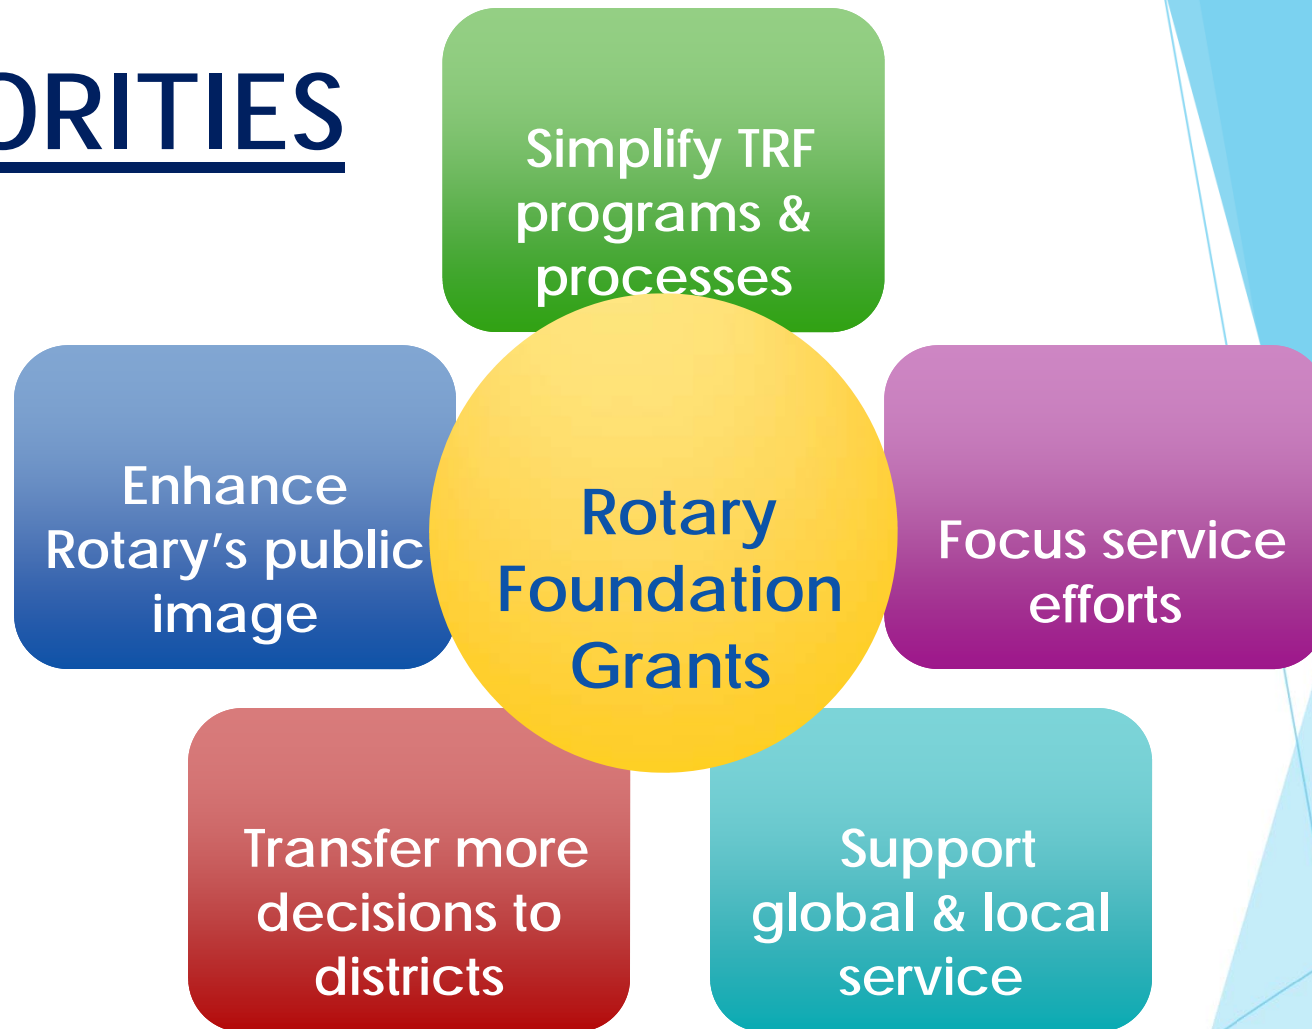 ORITIES
Simplify TRF
programs &
processes
Enhance
Rotary’s public
image
Rotary
Foundation
Grants
Focus service
efforts
Transfer more
decisions to
districts
Support
global & local
service